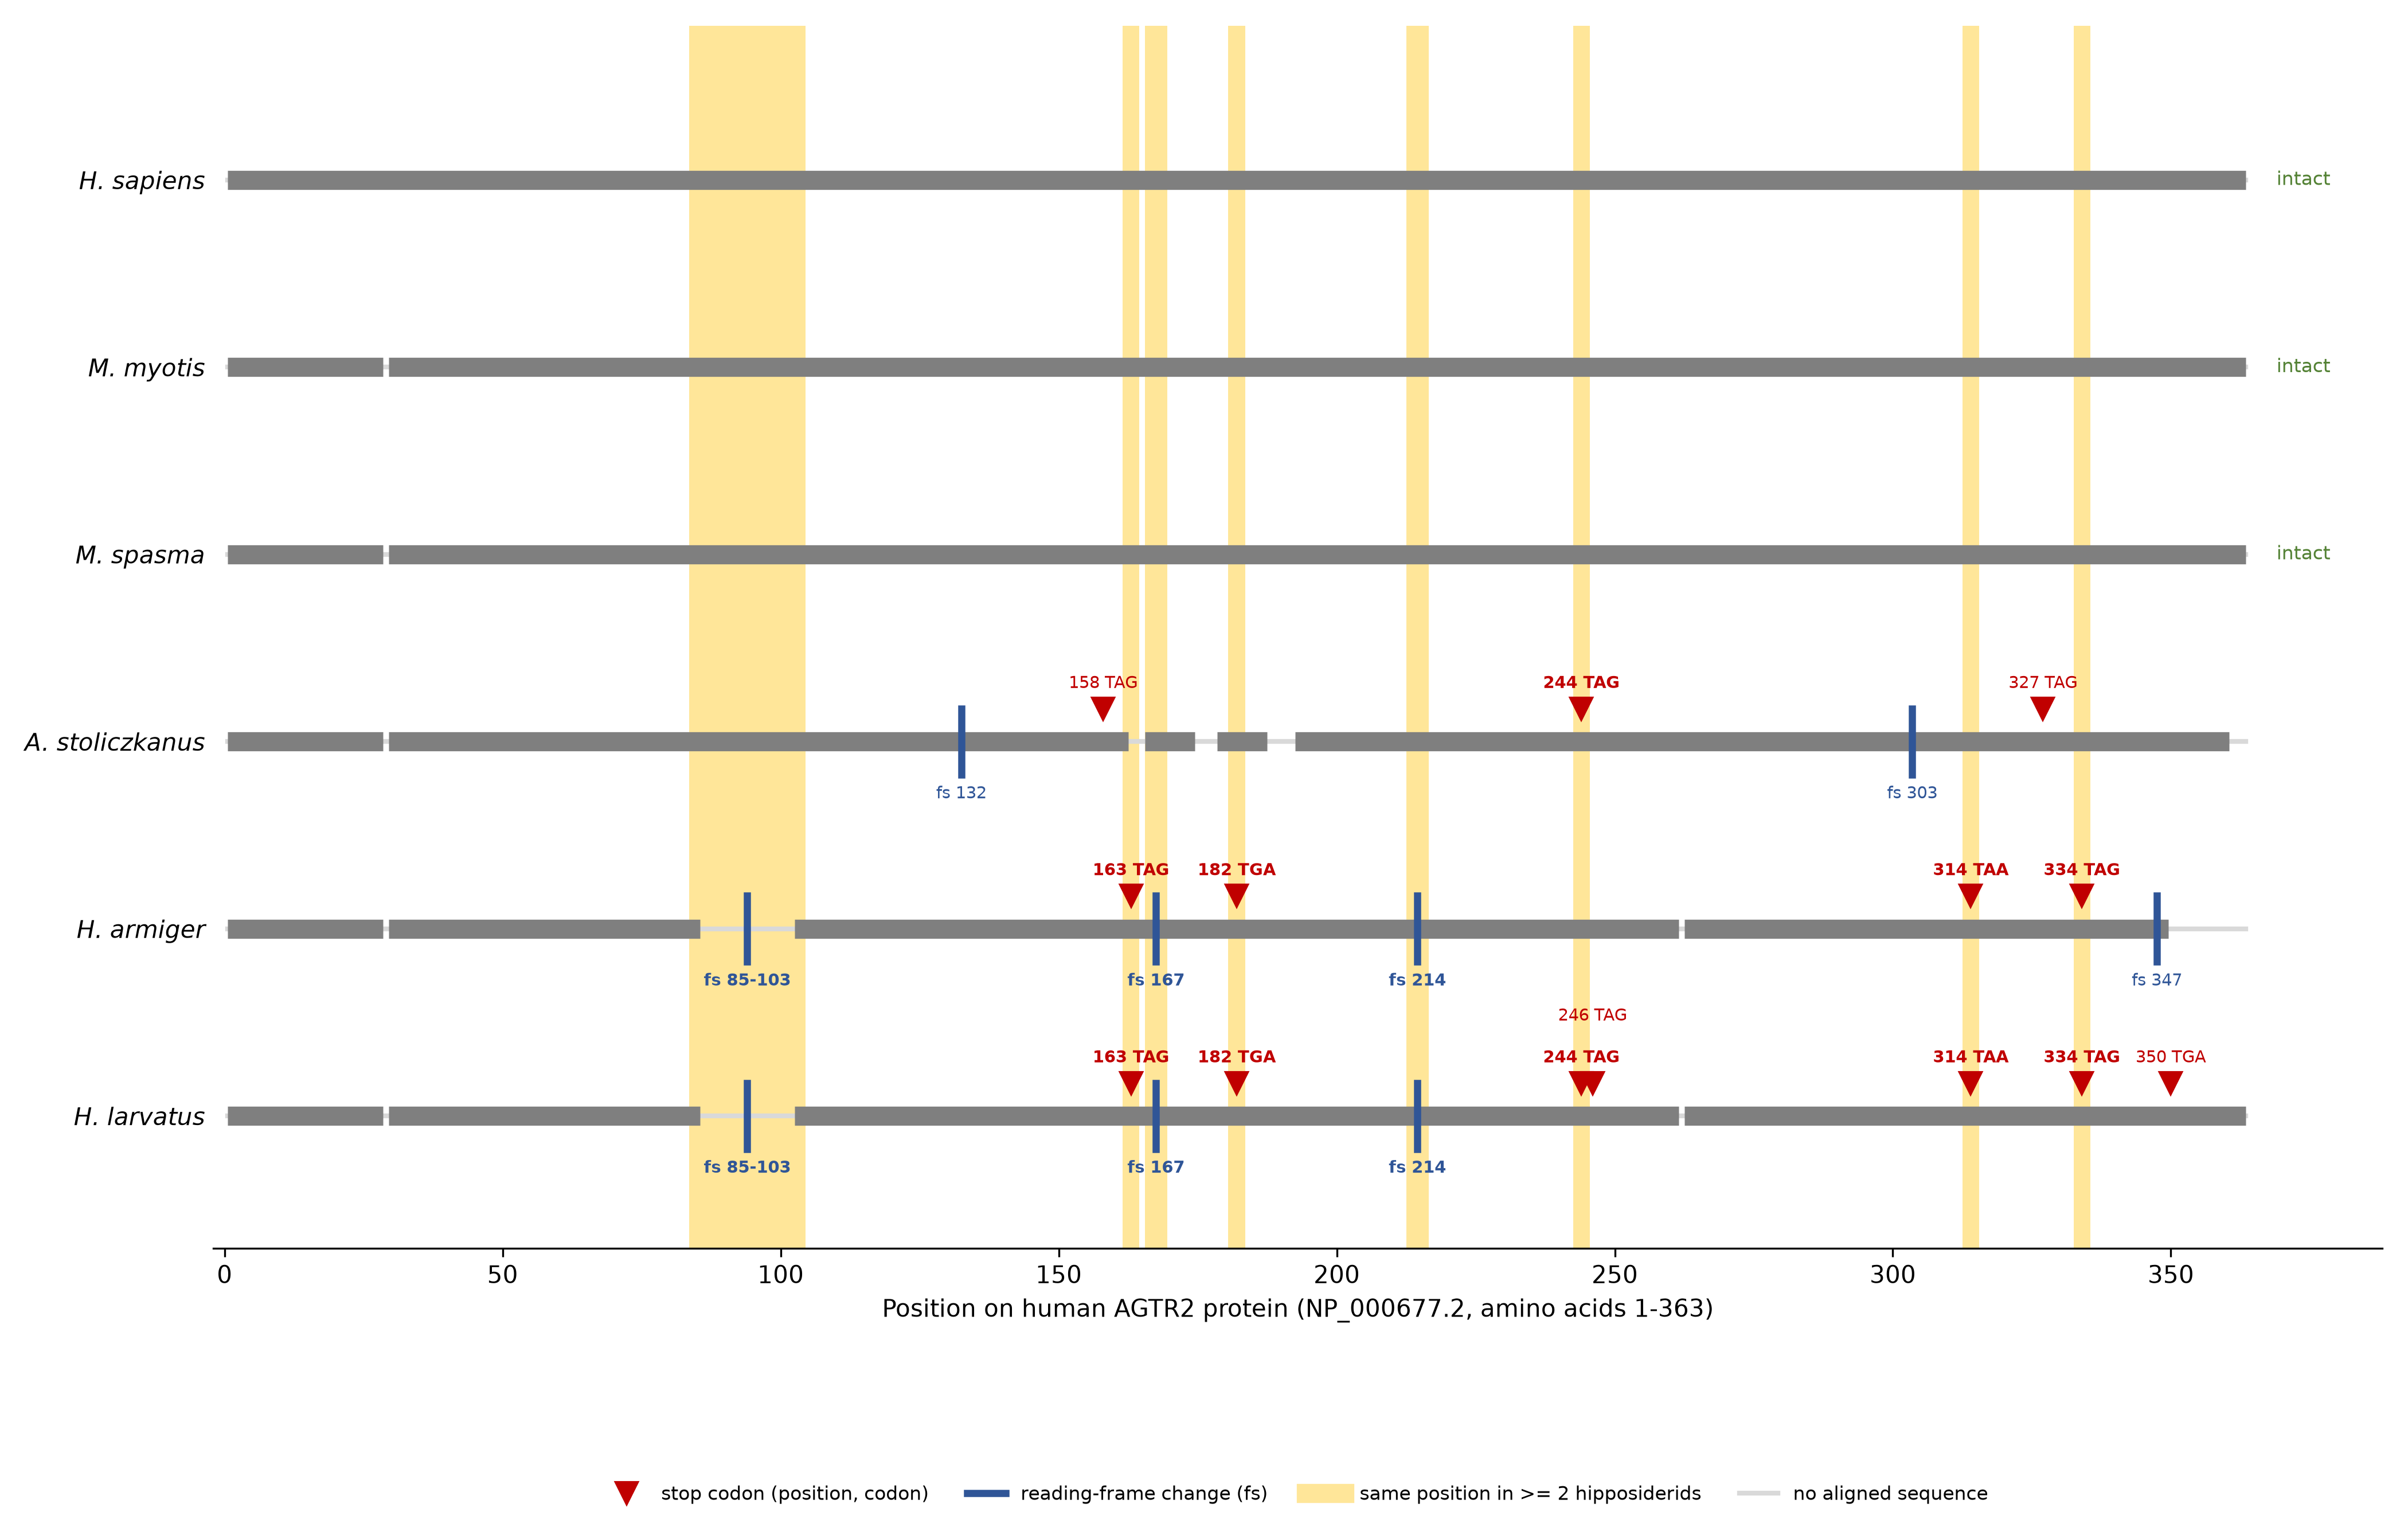 H. sapiens
intact
M. myotis
intact
M. spasma
intact
158 TAG
244 TAG
327 TAG
A. stoliczkanus
fs 132
fs 303
163 TAG
182 TGA
314 TAA
334 TAG
H. armiger
fs 85-103
fs 167
fs 214
fs 347
246 TAG
163 TAG
182 TGA
244 TAG
314 TAA
334 TAG
350 TGA
H. larvatus
fs 85-103
fs 167
fs 214
0 50 100 150 200 250 300 350
Position on human AGTR2 protein (NP_000677.2, amino acids 1-363)
stop codon (position, codon)
reading-frame change (fs)
same position in >= 2 hipposiderids
no aligned sequence